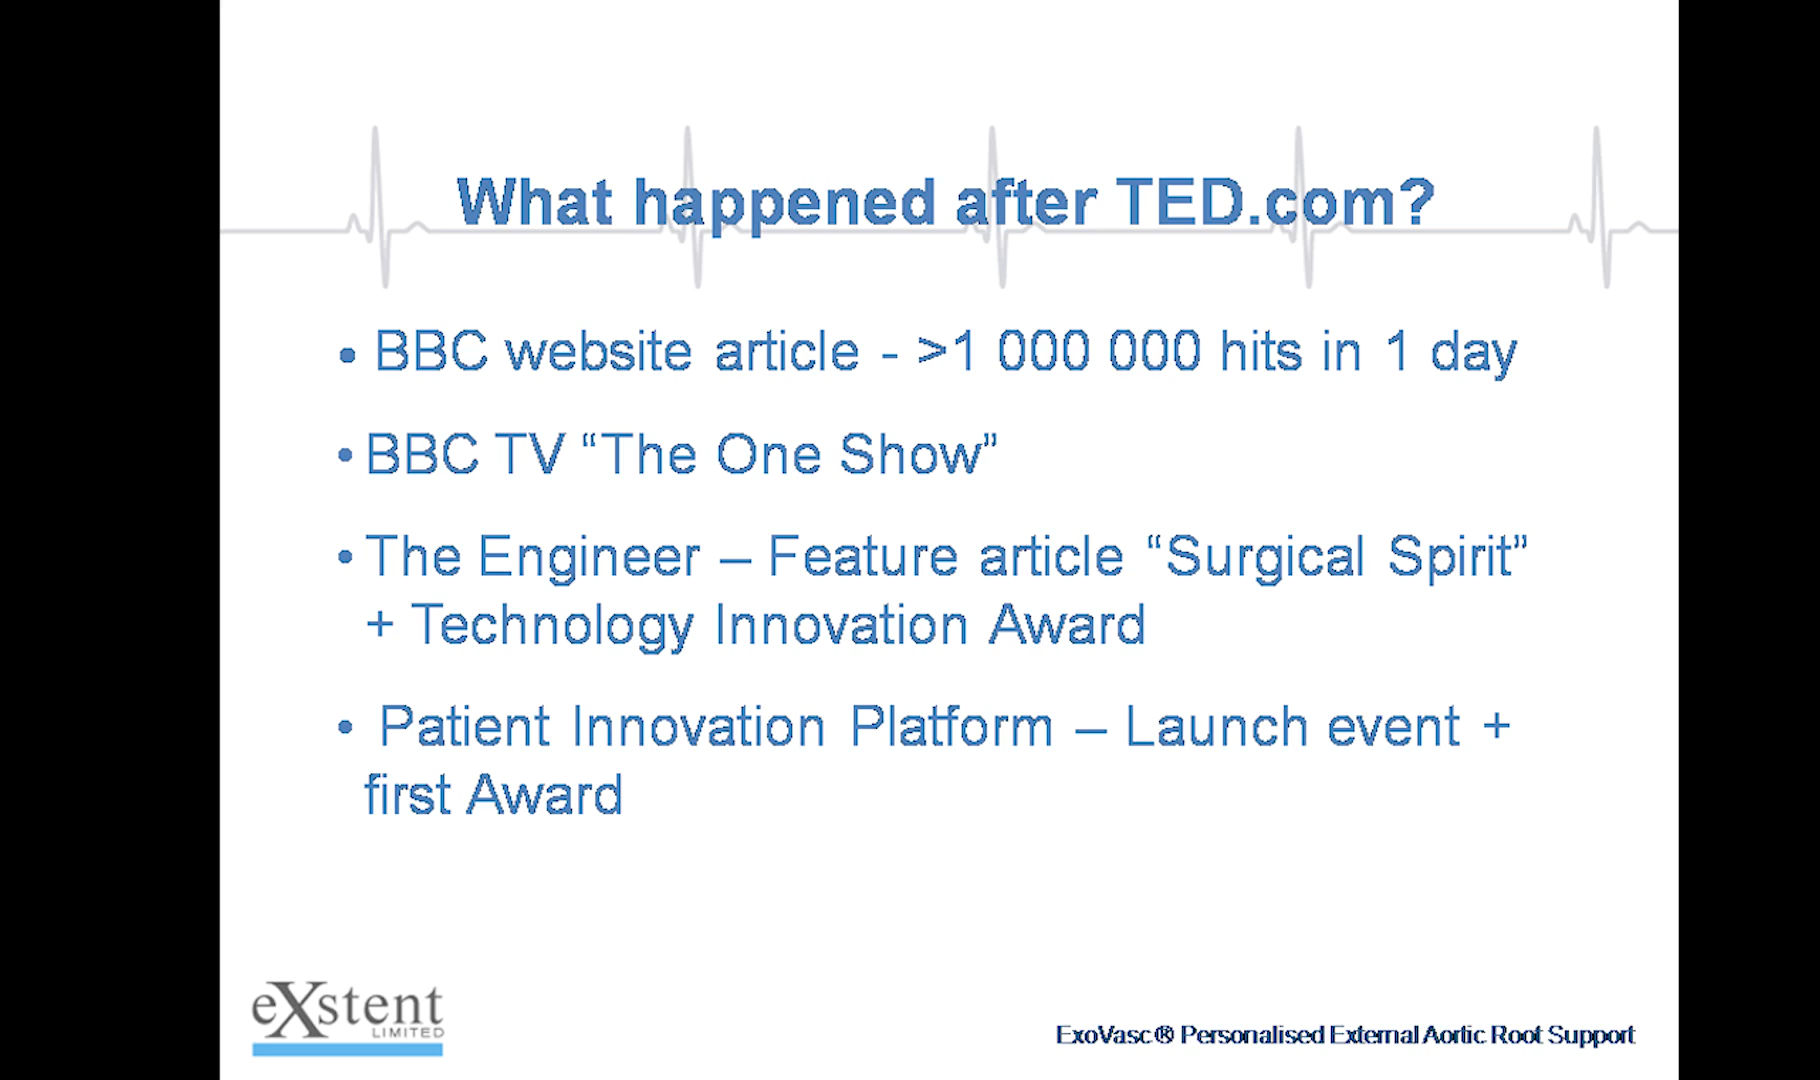 What happened after TED.com?
• BBC website article - >1 000 000 hits in 1 day
• BBC TV “The One Show”
• The Engineer – Feature article “Surgical Spirit”
+ Technology Innovation Award
• Patient Innovation Platform – Launch event +
first Award
eXstent
LIMITED
ExoVasc® Personalised External Aortic Root Support